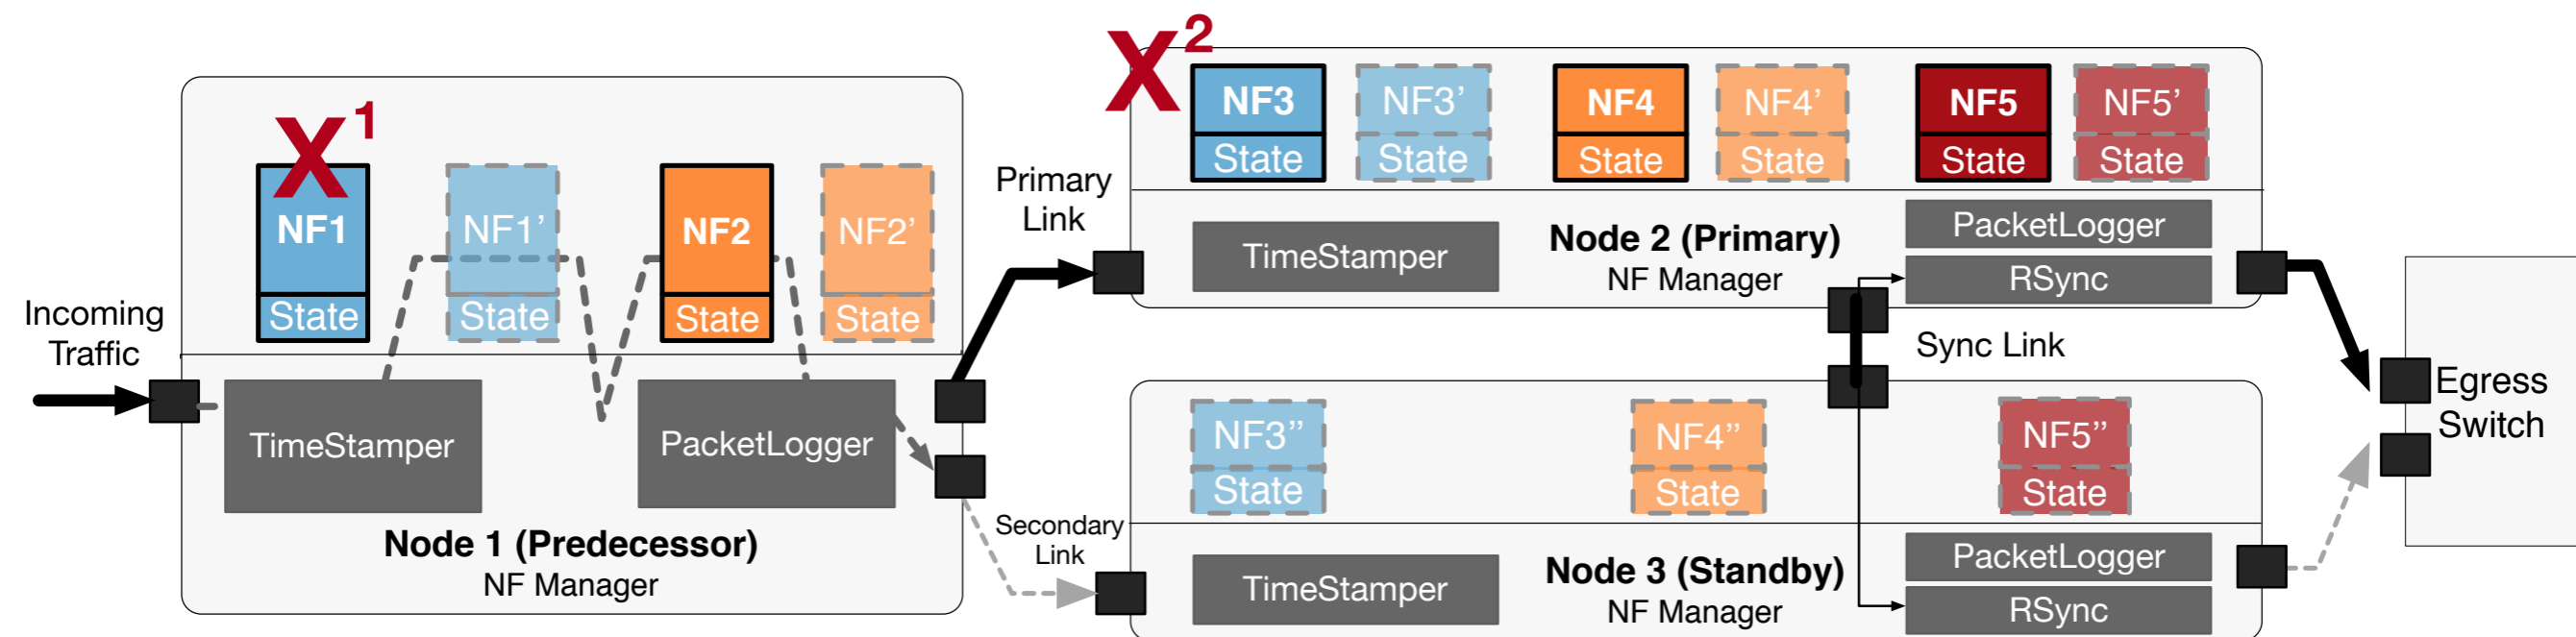 Incoming
Traffic
X1
NF1
State
NF1’
State
NF2
State
NF2’
State
TimeStamper
PacketLogger
Node 1 (Predecessor)
NF Manager
Primary
Link
Secondary
Link
X2
NF3
State
NF3’
State
NF4
State
NF4’
State
NF5
State
NF5’
State
TimeStamper
Node 2 (Primary)
NF Manager
PacketLogger
RSync
Sync Link
NF3”
State
NF4”
State
NF5”
State
TimeStamper
Node 3 (Standby)
NF Manager
PacketLogger
RSync
Egress
Switch